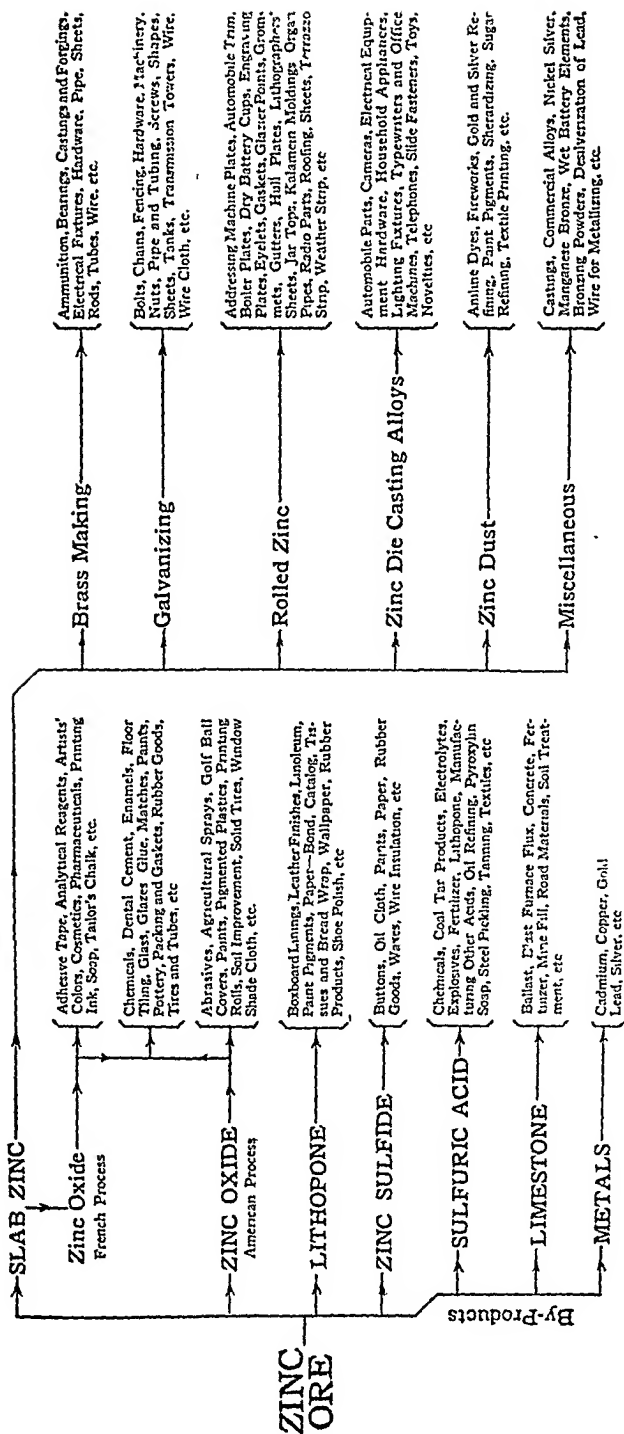 ZINC
ORE
SLAB ZINC
Zinc Oxide
French Process
Adhesive Tape, Analytical Reagents, Artists'
Colors, Cosmetics, Pharmaceuticals, Printing
Ink, Soap, Tailor's Chalk, etc.
Chemicals, Dental Cement, Enamels, Floor
Tiling, Glass, Glazes Glue, Matches, Paints,
Pottery, Packing and Gaskets, Rubber Goods,
Tires and Tubes, etc
ZINC OXIDE
American Process
Abrasives, Agricultural Sprays, Golf Ball
Covers, Paints, Pigmented Plastics, Printing
Rolls, Soil Improvement, Solid Tires, Window
Shade Cloth, etc.
LITHOPONE
Boxboard Linings, Leather Finishes, Linoleum,
Paint Pigments, Paper—Bond, Catalog, Tis-
sues and Bread Wrap, Wallpaper, Rubber
Products, Shoe Polish, etc
ZINC SULFIDE
Buttons, Oil Cloth, Paints, Paper, Rubber
Goods, Waxes, Wire Insulation, etc
By-Products
SULFURIC ACID
Chemicals, Coal Tar Products, Electrolytes,
Explosives, Fertilizer, Lithopone, Manufac-
turing Other Acids, Oil Refining, Pyroxylin
Soap, Steel Pickling, Tanning, Textiles, etc
LIMESTONE
Ballast, Blast Furnace Flux, Concrete, Fer-
tilizer, Mine Fill, Road Materials, Soil Treat-
ment, etc
METALS
Cadmium, Copper, Gold
Lead, Silver, etc
Brass Making
Ammunition, Bearings, Castings and Forgings,
Electrical Fixtures, Hardware, Pipe, Sheets,
Rods, Tubes, Wire, etc.
Galvanizing
Bolts, Chains, Fencing, Hardware, Machinery,
Nuts, Pipe and Tubing, Screws, Shapes,
Sheets, Tanks, Transmission Towers, Wire,
Wire Cloth, etc.
Rolled Zinc
Addressing Machine Plates, Automobile Trim,
Boiler Plates, Dry Battery Cups, Engraving
Plates, Eyelets, Gaskets, Glazier Points, Grom-
mets, Gutters, Hull Plates, Lithographers'
Sheets, Jar Tops, Kalamein Moldings Organ
Pipes, Radio Parts, Roofing, Sheets, Terrazzo
Strip, Weather Strip, etc
Zinc Die Casting Alloys
Automobile Parts, Cameras, Electrical Equip-
ment Hardware, Household Appliances,
Lighting Fixtures, Typewriters and Office
Machines, Telephones, Slide Fasteners, Toys,
Novelties, etc
Zinc Dust
Aniline Dyes, Fireworks, Gold and Silver Re-
fining, Paint Pigments, Sherardizing, Sugar
Refining, Textile Printing, etc.
Miscellaneous
Castings, Commercial Alloys, Nickel Silver,
Manganese Bronze, Wet Battery Elements,
Bronzing Powders, Desilverization of Lead,
Wire for Metallizing, etc.